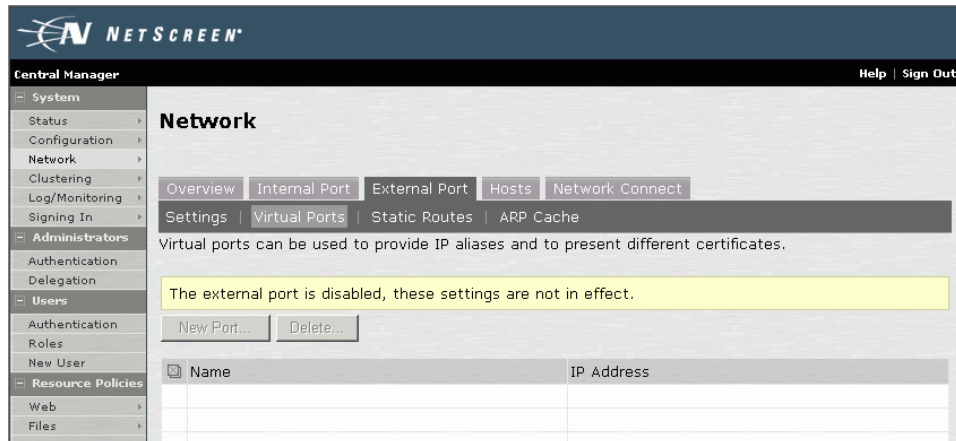 NETSCREEN
Central Manager
Help | Sign Out
System
Status
Configuration
Network
Clustering
Log/Monitoring
Signing In
Administrators
Authentication
Delegation
Users
Authentication
Roles
New User
Resource Policies
Web
Files
Network
Overview Internal Port External Port Hosts Network Connect
Settings | Virtual Ports | Static Routes | ARP Cache
Virtual ports can be used to provide IP aliases and to present different certificates.
The external port is disabled, these settings are not in effect.
New Port... Delete...
Name IP Address